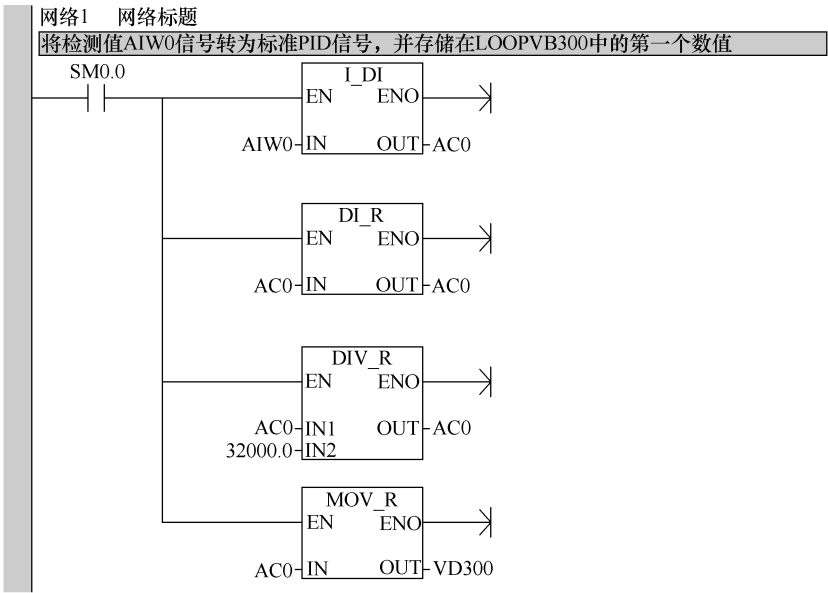 网络1 网络标题
将检测值AIW0信号转为标准PID信号，并存储在LOOPVB300中的第一个数值
SM0.0
I_DI
EN ENO
AIW0 IN OUT AC0
DI_R
EN ENO
AC0 IN OUT AC0
DIV_R
EN ENO
AC0 IN1 OUT AC0
32000.0 IN2
MOV_R
EN ENO
AC0 IN OUT VD300